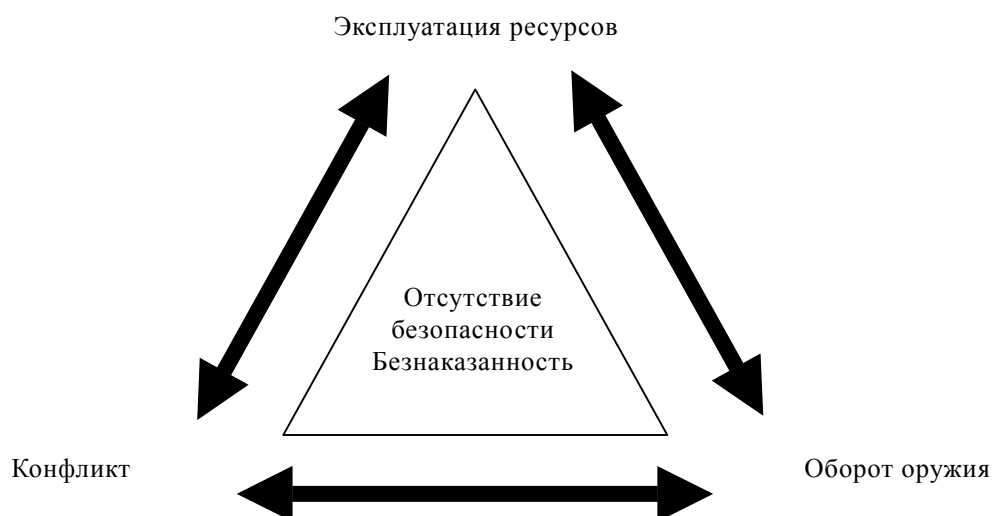 Эксплуатация ресурсов
Отсутствие
безопасности
Безнаказанность
Конфликт
Оборот оружия